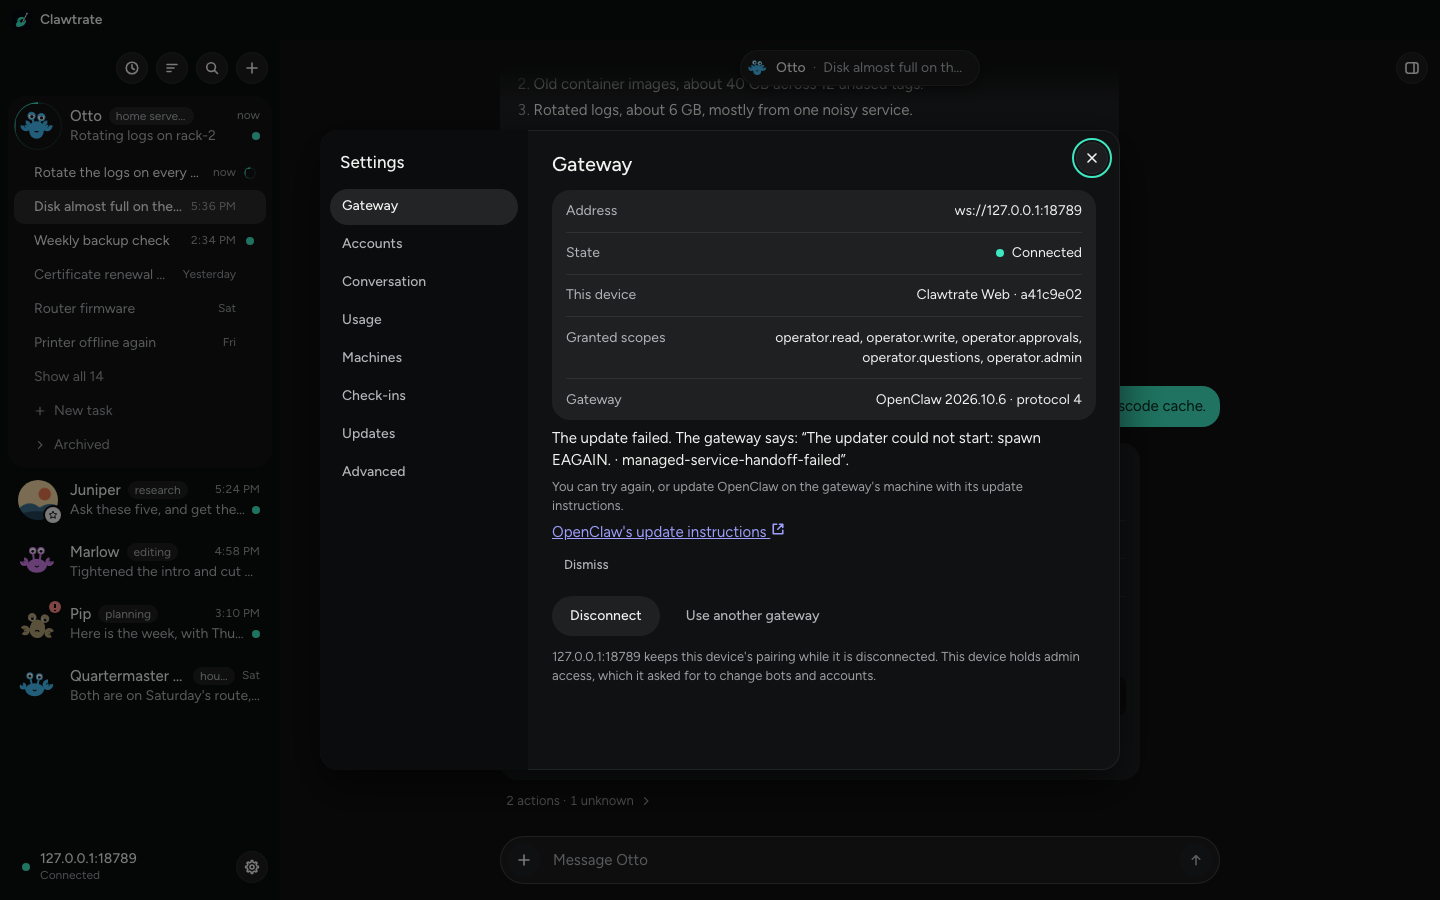 Clawtrate
Otto home serve... now
Rotating logs on rack-2
Rotate the logs on every ... now
Disk almost full on the... 5:36 PM
Weekly backup check 2:34 PM
Certificate renewal ... Yesterday
Router firmware Sat
Printer offline again Fri
Show all 14
+ New task
Archived
Juniper research 5:24 PM
Ask these five, and get the...
Marlow editing 4:58 PM
Tightened the intro and cut ...
Pip planning 3:10 PM
Here is the week, with Thu...
Quartermaster ... hou... Sat
Both are on Saturday's route,...
127.0.0.1:18789
Connected
Otto · Disk almost full on th...
2. Old container images, about 40 GB across 12 unused tags.
3. Rotated logs, about 6 GB, mostly from one noisy service.
scode cache.
Settings
Gateway
Accounts
Conversation
Usage
Machines
Check-ins
Updates
Advanced
Gateway
Address ws://127.0.0.1:18789
State Connected
This device Clawtrate Web · a41c9e02
Granted scopes operator.read, operator.write, operator.approvals,
operator.questions, operator.admin
Gateway OpenClaw 2026.10.6 · protocol 4
The update failed. The gateway says: “The updater could not start: spawn
EAGAIN. · managed-service-handoff-failed”.
You can try again, or update OpenClaw on the gateway's machine with its update
instructions.
OpenClaw's update instructions
Dismiss
Disconnect Use another gateway
127.0.0.1:18789 keeps this device's pairing while it is disconnected. This device holds admin
access, which it asked for to change bots and accounts.
2 actions · 1 unknown
Message Otto